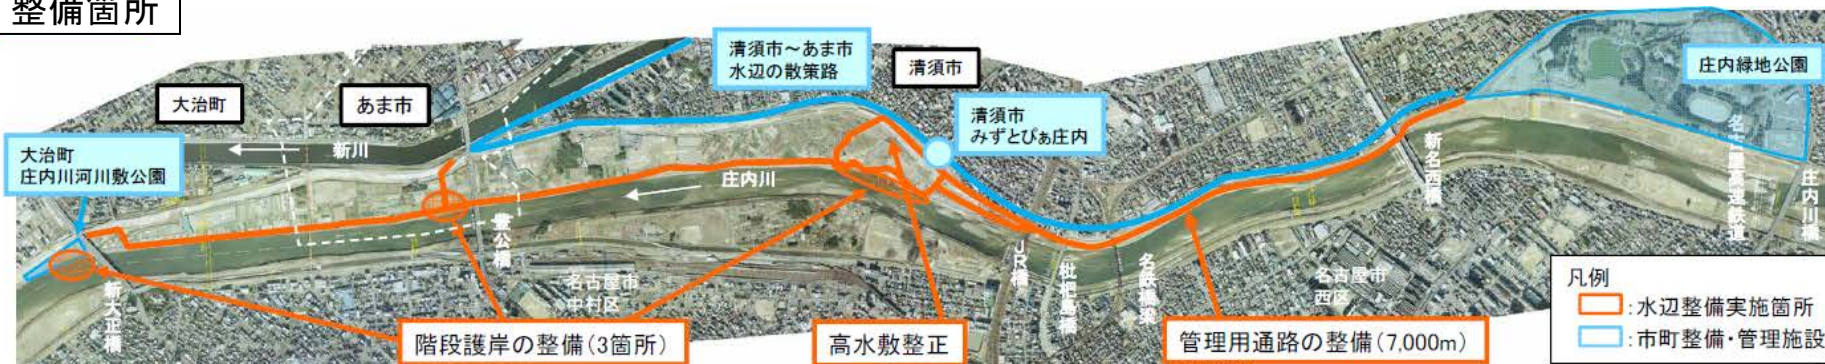 整備箇所
大治町
あま市
清須市～あま市
水辺の散策路
清須市
清須市
みずとぴぁ庄内
庄内緑地公園
大治町
庄内川河川敷公園
新川
庄内川
豊公橋
新大正橋
名古屋市
中村区
JR橋
枇杷島橋
名鉄橋梁
名古屋市
西区
新名西橋
名古屋高速鉄道
庄内川橋
階段護岸の整備(3箇所)
高水敷整正
管理用通路の整備(7,000m)
凡例
:水辺整備実施箇所
:市町整備・管理施設